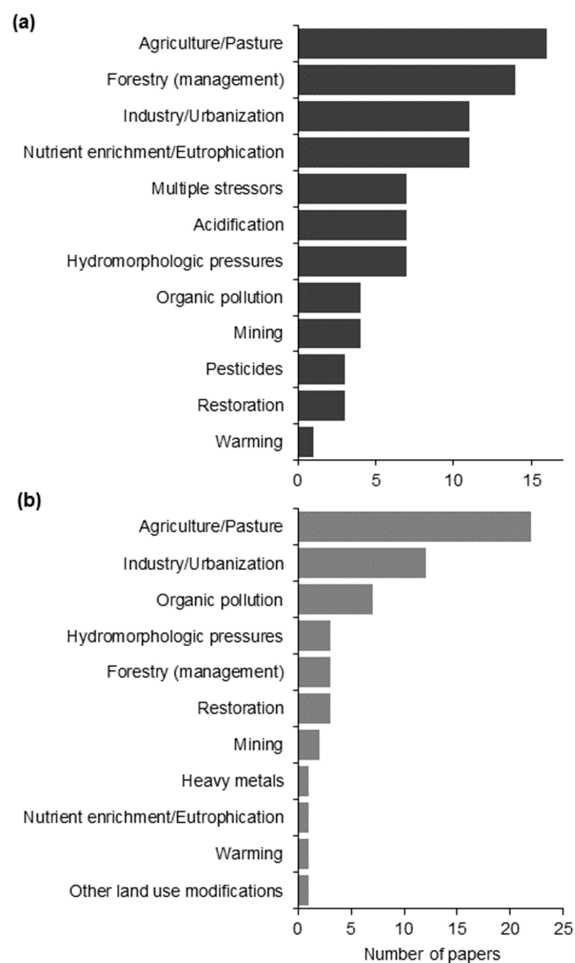 (a)
Agriculture/Pasture
Forestry (management)
Industry/Urbanization
Nutrient enrichment/Eutrophication
Multiple stressors
Acidification
Hydromorphologic pressures
Organic pollution
Mining
Pesticides
Restoration
Warming
0 5 10 15
(b)
Agriculture/Pasture
Industry/Urbanization
Organic pollution
Hydromorphologic pressures
Forestry (management)
Restoration
Mining
Heavy metals
Nutrient enrichment/Eutrophication
Warming
Other land use modifications
0 5 10 15 20 25
Number of papers